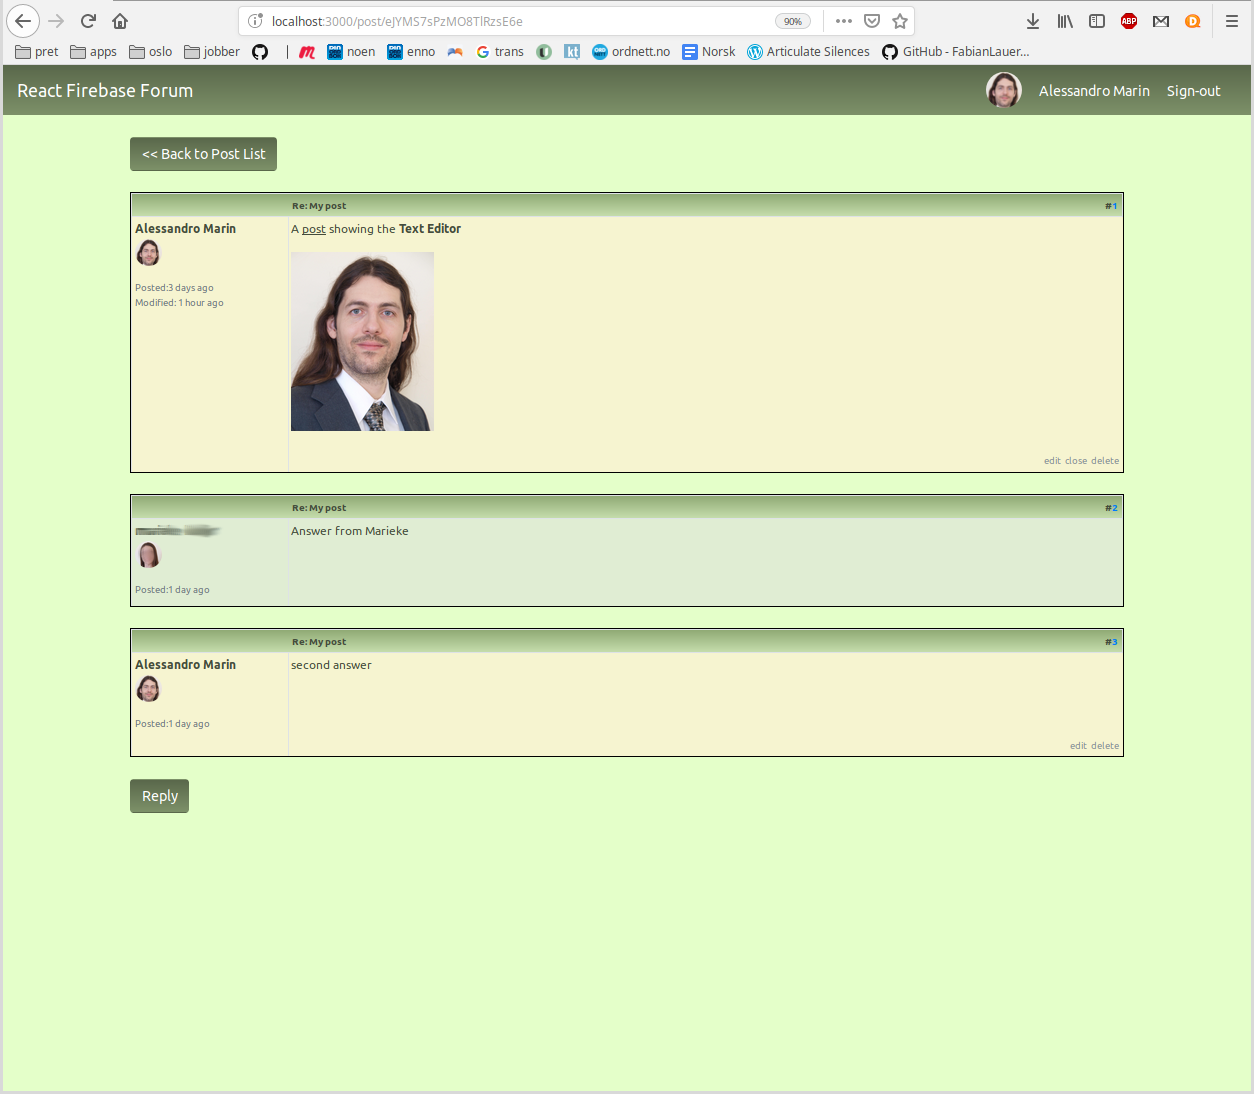 localhost:3000/post/eJYMS7sPzMO8TlRzsE6e 90% ABP
pret apps oslo jobber | noen enno trans kt ordnett.no Norsk Articulate Silences GitHub - FabianLauer...
React Firebase Forum Alessandro Marin Sign-out
<< Back to Post List
Re: My post #1
Alessandro Marin A post showing the Text Editor
Posted:3 days ago
Modified: 1 hour ago
edit close delete
Re: My post #2
Answer from Marieke
Posted:1 day ago
Re: My post #3
Alessandro Marin second answer
Posted:1 day ago
edit delete
Reply